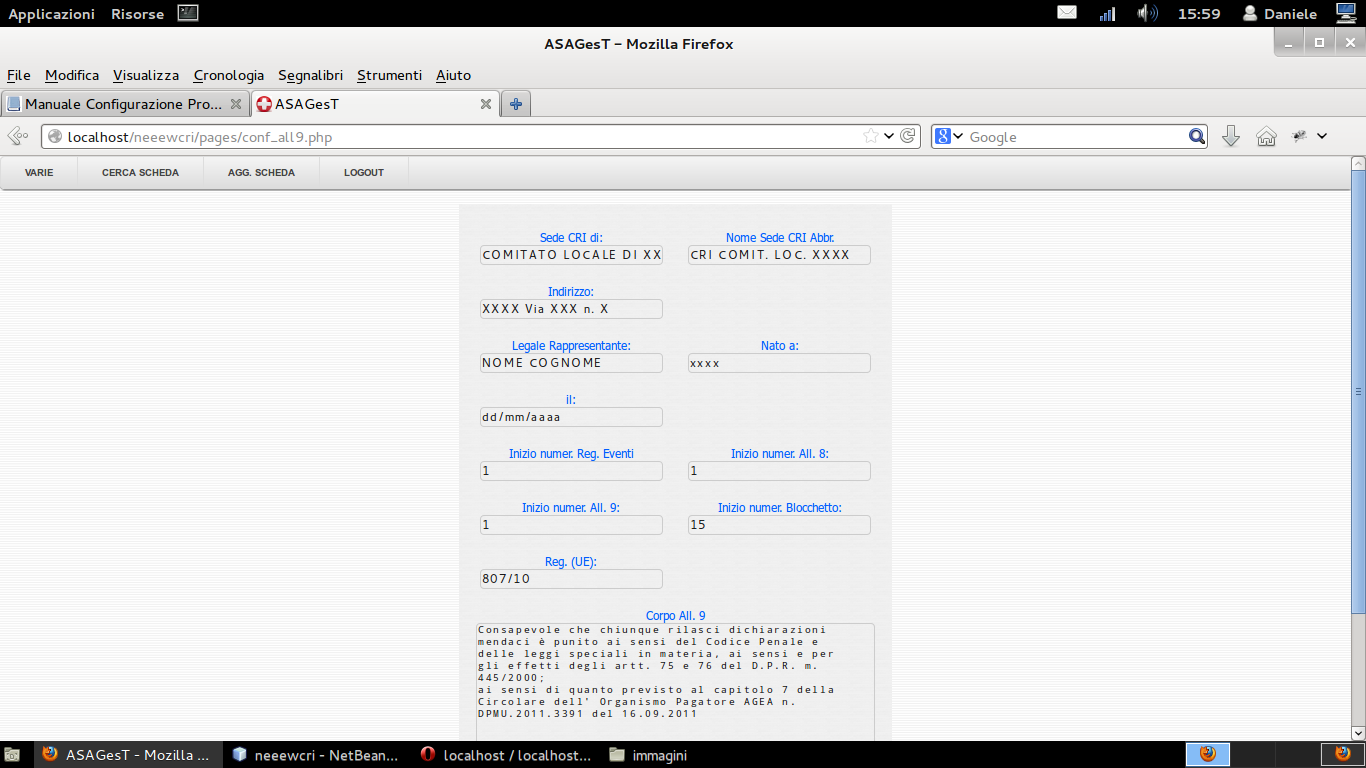 Applicazioni Risorse 15:59 Daniele
ASAGesT - Mozilla Firefox
File Modifica Visualizza Cronologia Segnalibri Strumenti Aiuto
Manuale Configurazione Pro... ASAGesT
localhost/neeewcri/pages/conf_all9.php Google
VARIE CERCA SCHEDA AGG. SCHEDA LOGOUT
Sede CRI di: Nome Sede CRI Abbr.
COMITATO LOCALE DI XX CRI COMIT. LOC. XXXX
Indirizzo:
XXXX Via XXX n. X
Legale Rappresentante: Nato a:
NOME COGNOME xxxx
il:
dd/mm/aaaa
Inizio numer. Reg. Eventi Inizio numer. All. 8:
1 1
Inizio numer. All. 9: Inizio numer. Blocchetto:
1 15
Reg. (UE):
807/10
Corpo All. 9
Consapevole che chiunque rilasci dichiarazioni
mendaci è punito ai sensi del Codice Penale e
delle leggi speciali in materia, ai sensi e per
gli effetti degli artt. 75 e 76 del D.P.R. m.
445/2000;
ai sensi di quanto previsto al capitolo 7 della
Circolare dell' Organismo Pagatore AGEA n.
DPMU.2011.3391 del 16.09.2011
ASAGesT - Mozilla ... neeewcri - NetBean... localhost / localhost... immagini